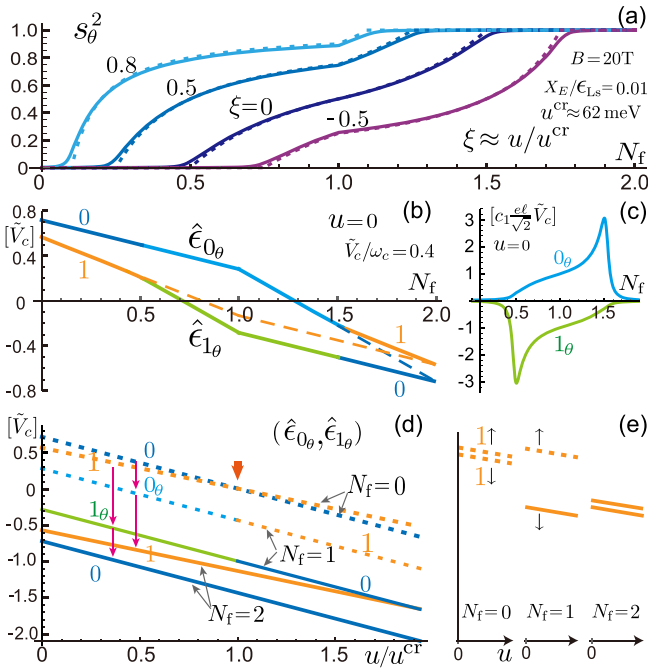 (a)
s_θ^2
1.0
0.8
0.6
0.4
0.2
0
0.8
0.5
ξ=0
-0.5
B=20T
X_E/ϵ_Ls=0.01
u^cr≈62 meV
ξ≈u/u^cr
N_f
0 0.5 1.0 1.5 2.0
(b)
[Ṽ_c]
0.8
0.4
0
-0.4
-0.8
0
1
ϵ̂_0θ
ϵ̂_1θ
u=0
Ṽ_c/ω_c=0.4
N_f
0.5 1.0 1.5 2.0
1
0
(c)
[c_1 eℓ/√2 Ṽ_c]
u=0
3
2
1
-1
-2
-3
0_θ
1_θ
N_f
0.5 1.0 1.5
(d)
[Ṽ_c]
(ϵ̂_0θ,ϵ̂_1θ)
0.5
0
-0.5
-1.0
-1.5
-2.0
0
1
0_θ
1_θ
1
0
N_f=0
N_f=1
N_f=2
1
0
0 0.5 1.0 1.5
u/u^cr
(e)
1↑
1↓
↑
↓
N_f=0 N_f=1 N_f=2
u